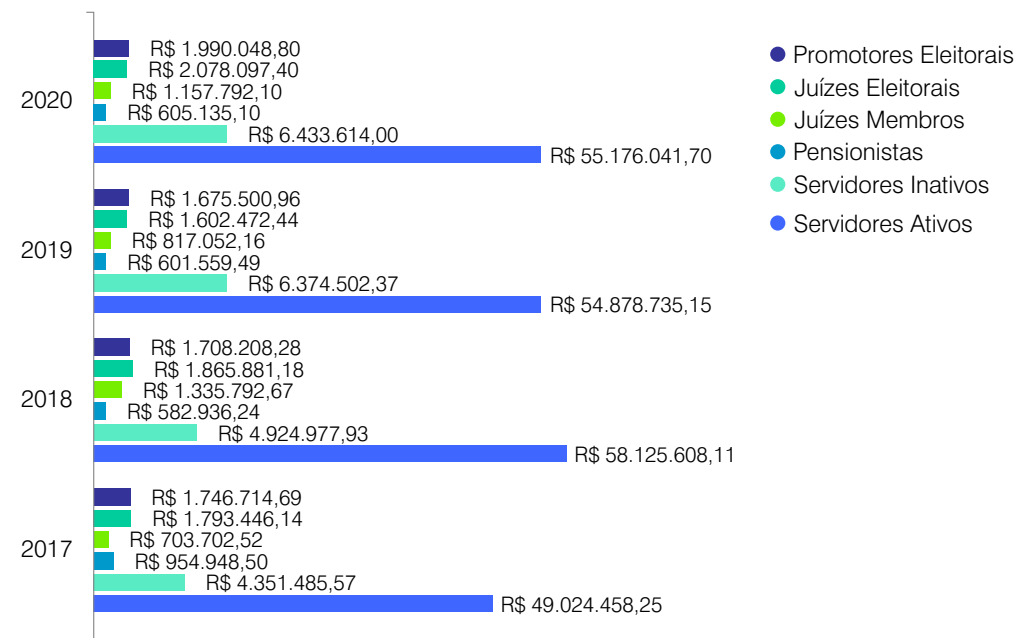 2020
R$ 1.990.048,80
R$ 2.078.097,40
R$ 1.157.792,10
R$ 605.135,10
R$ 6.433.614,00
R$ 55.176.041,70
2019
R$ 1.675.500,96
R$ 1.602.472,44
R$ 817.052,16
R$ 601.559,49
R$ 6.374.502,37
R$ 54.878.735,15
2018
R$ 1.708.208,28
R$ 1.865.881,18
R$ 1.335.792,67
R$ 582.936,24
R$ 4.924.977,93
R$ 58.125.608,11
2017
R$ 1.746.714,69
R$ 1.793.446,14
R$ 703.702,52
R$ 954.948,50
R$ 4.351.485,57
R$ 49.024.458,25
Promotores Eleitorais
Juízes Eleitorais
Juízes Membros
Pensionistas
Servidores Inativos
Servidores Ativos